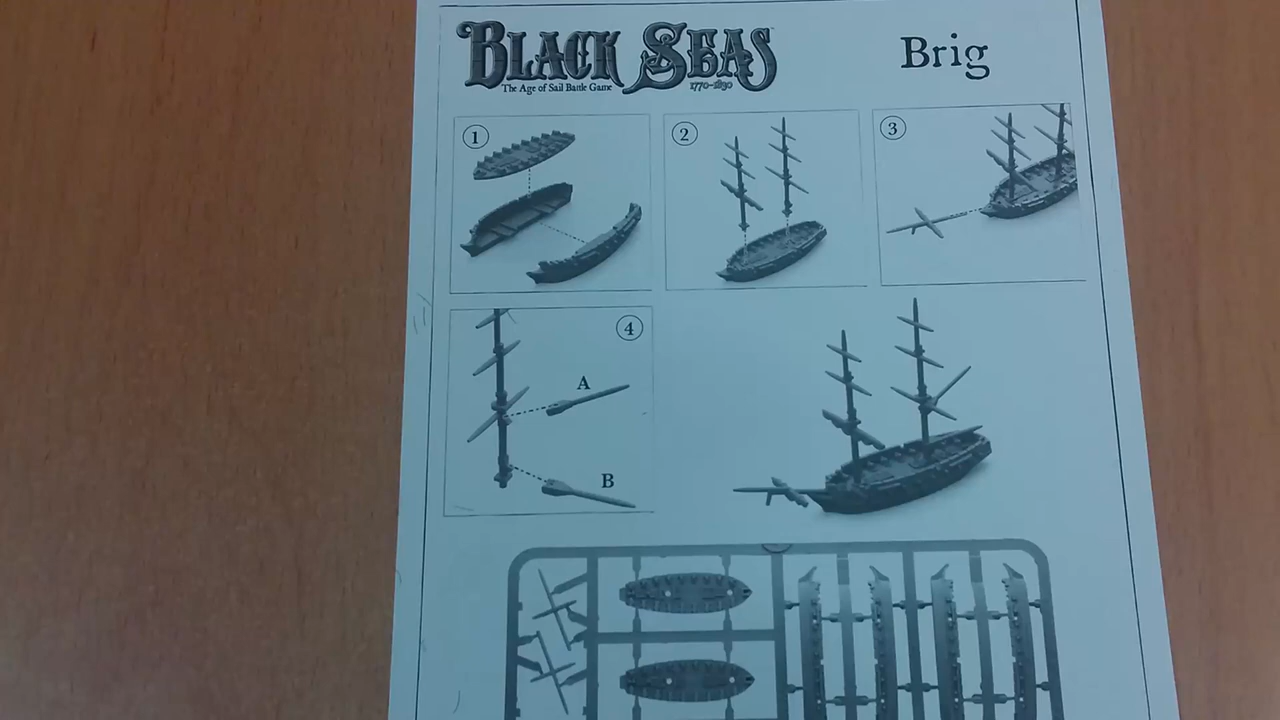 BLACK SEAS
The Age of Sail Battle Game
1770-1830
Brig
1
2
3
4
A
B